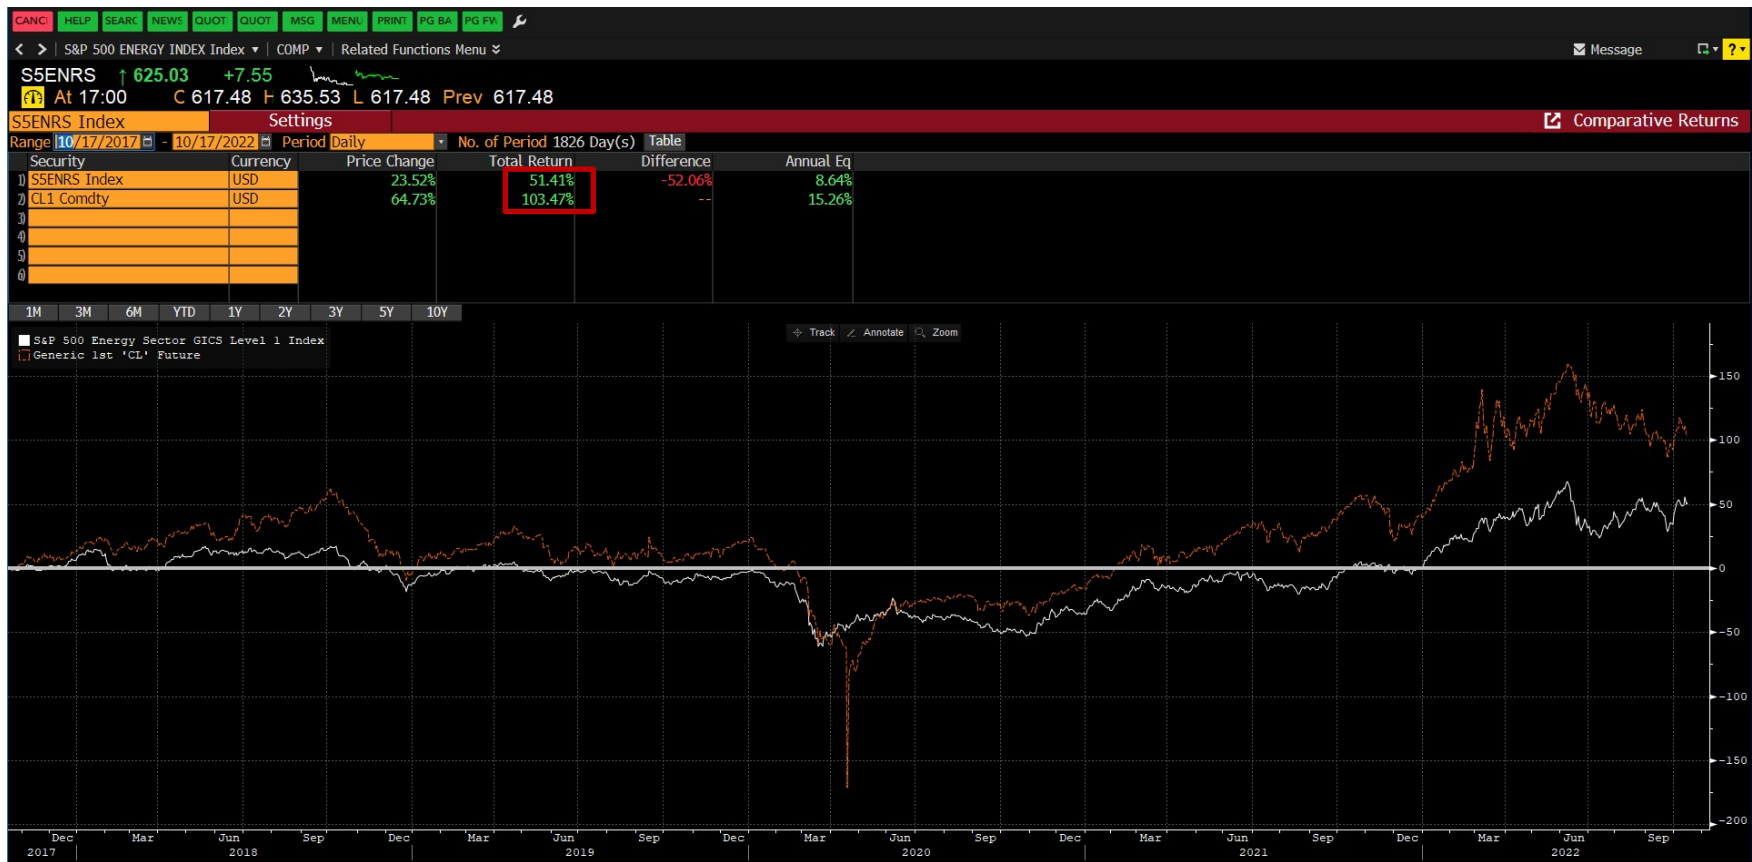 CANC HELP SEARC NEWS QUOT QUOT MSG MENU PRINT PG BA PG FW
< > S&P 500 ENERGY INDEX Index ▾ COMP ▾ Related Functions Menu Message ? ▾
S5ENRS ↑ 625.03 +7.55
At 17:00 C 617.48 H 635.53 L 617.48 Prev 617.48
S5ENRS Index Settings Comparative Returns
Range 10/17/2017 - 10/17/2022 Period Daily No. of Period 1826 Day(s) Table
Security Currency Price Change Total Return Difference Annual Eq
1) S5ENRS Index USD 23.52% 51.41% -52.06% 8.64%
2) CL1 Comdty USD 64.73% 103.47% -- 15.26%
3)
4)
5)
6)
1M 3M 6M YTD 1Y 2Y 3Y 5Y 10Y
Track Annotate Zoom
S&P 500 Energy Sector GICS Level 1 Index
Generic 1st 'CL' Future
150
100
50
0
-50
-100
-150
-200
Dec Mar Jun Sep Dec Mar Jun Sep Dec Mar Jun Sep Dec Mar Jun Sep Dec Mar Jun Sep
2017 2018 2019 2020 2021 2022